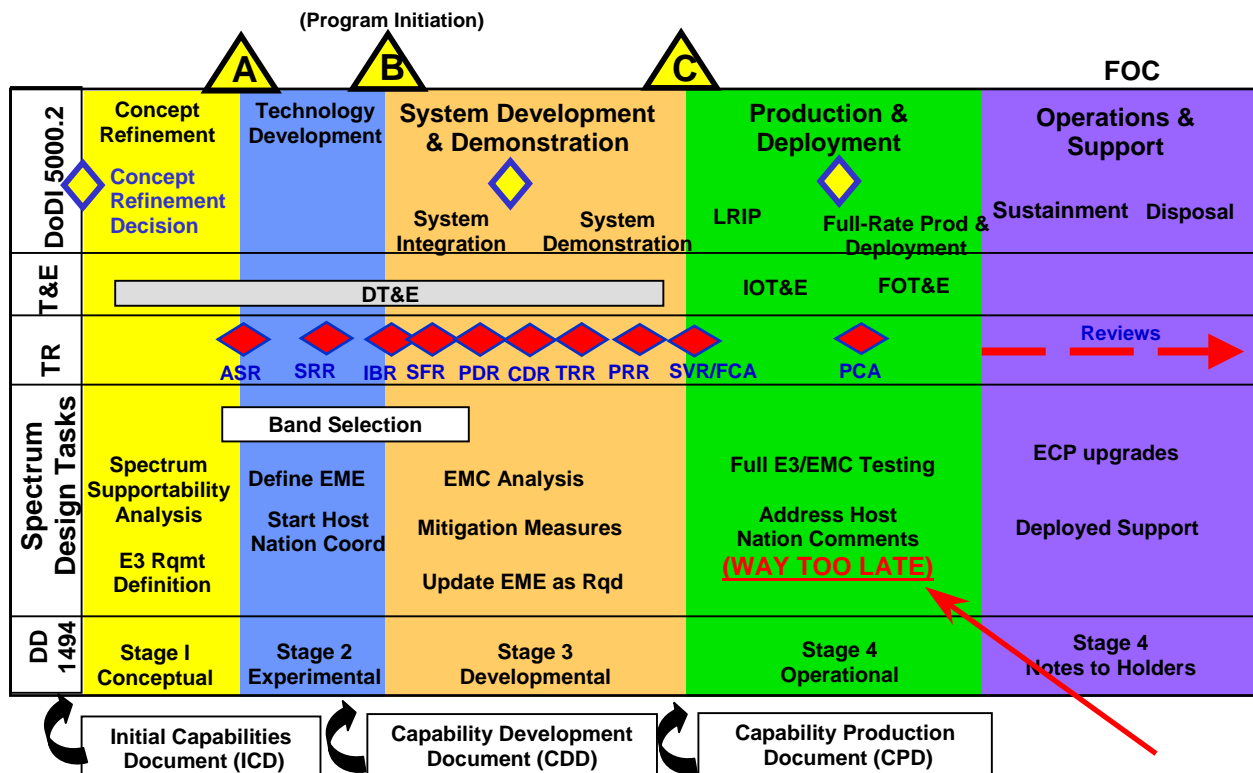 (Program Initiation)
A
B
C
FOC
DoDI 5000.2
Concept
Refinement
Concept
Refinement
Decision
Technology
Development
System Development
& Demonstration
System
Integration
System
Demonstration
Production &
Deployment
LRIP
Full-Rate Prod &
Deployment
Operations &
Support
Sustainment
Disposal
T&E
DT&E
IOT&E
FOT&E
TR
ASR
SRR
IBR
SFR
PDR
CDR
TRR
PRR
SVR/FCA
PCA
Reviews
Spectrum
Design Tasks
Band Selection
Spectrum
Supportability
Analysis
E3 Rqmt
Definition
Define EME
Start Host
Nation Coord
EMC Analysis
Mitigation Measures
Update EME as Rqd
Full E3/EMC Testing
Address Host
Nation Comments
(WAY TOO LATE)
ECP upgrades
Deployed Support
DD
1494
Stage I
Conceptual
Stage 2
Experimental
Stage 3
Developmental
Stage 4
Operational
Stage 4
Notes to Holders
Initial Capabilities
Document (ICD)
Capability Development
Document (CDD)
Capability Production
Document (CPD)